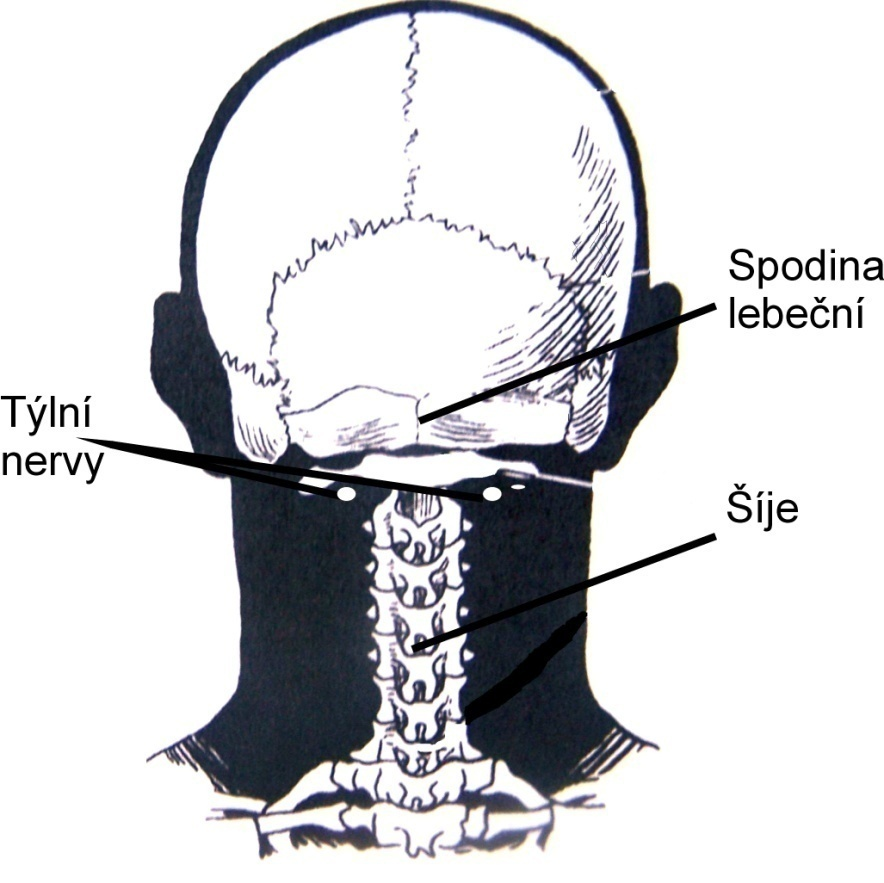 Spodina
lebeční
Týlní
nervy
Šíje